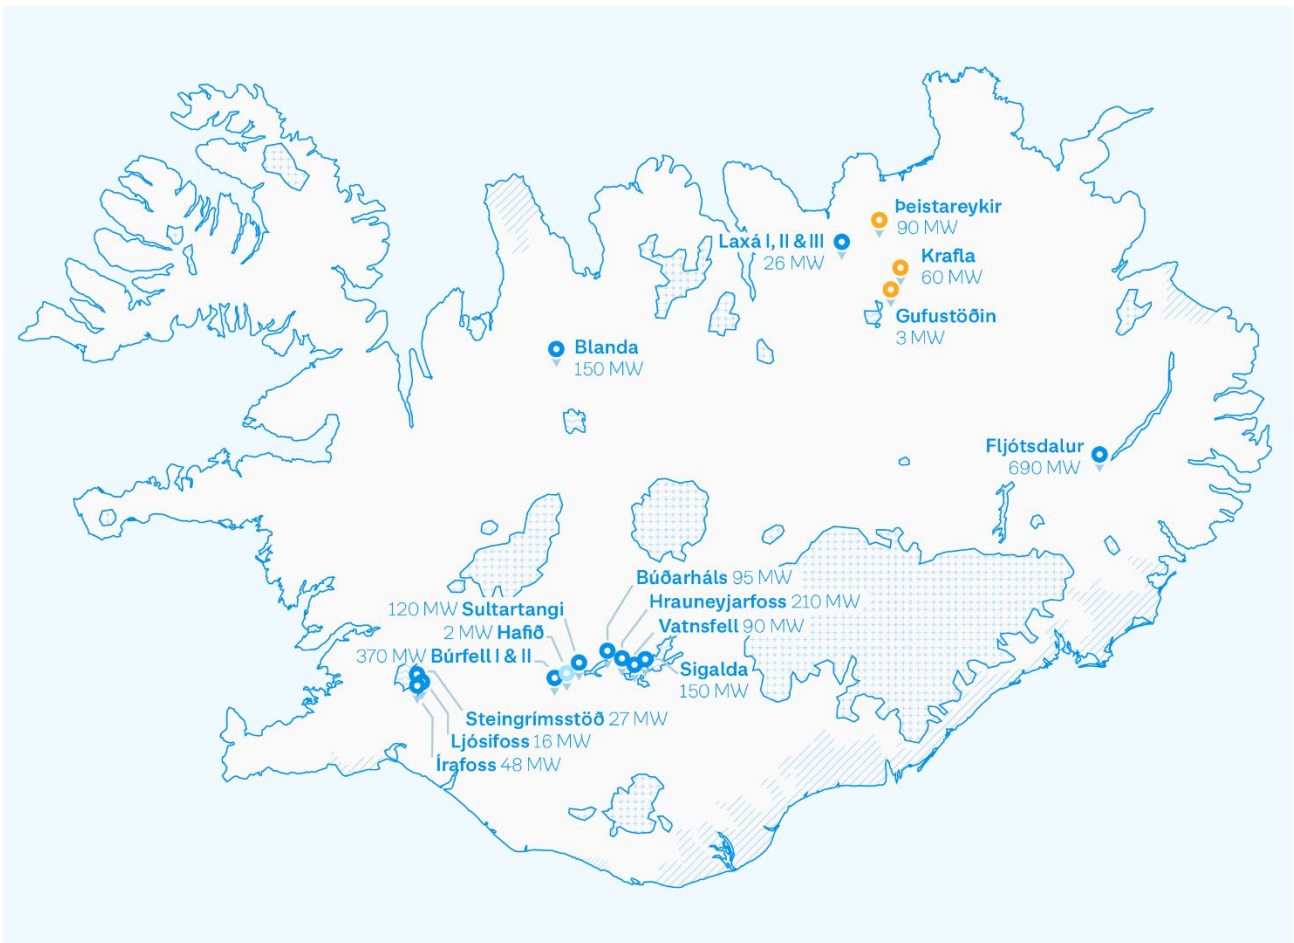 Þeistareykir
90 MW
Laxá I, II & III
26 MW
Krafla
60 MW
Gufustöðin
3 MW
Blanda
150 MW
Fljótsdalur
690 MW
Búðarháls 95 MW
120 MW Sultartangi
Hrauneyjarfoss 210 MW
2 MW Hafið
Vatnsfell 90 MW
370 MW Búrfell I & II
Sigalda
150 MW
Steingrímsstöð 27 MW
Ljósifoss 16 MW
Írafoss 48 MW